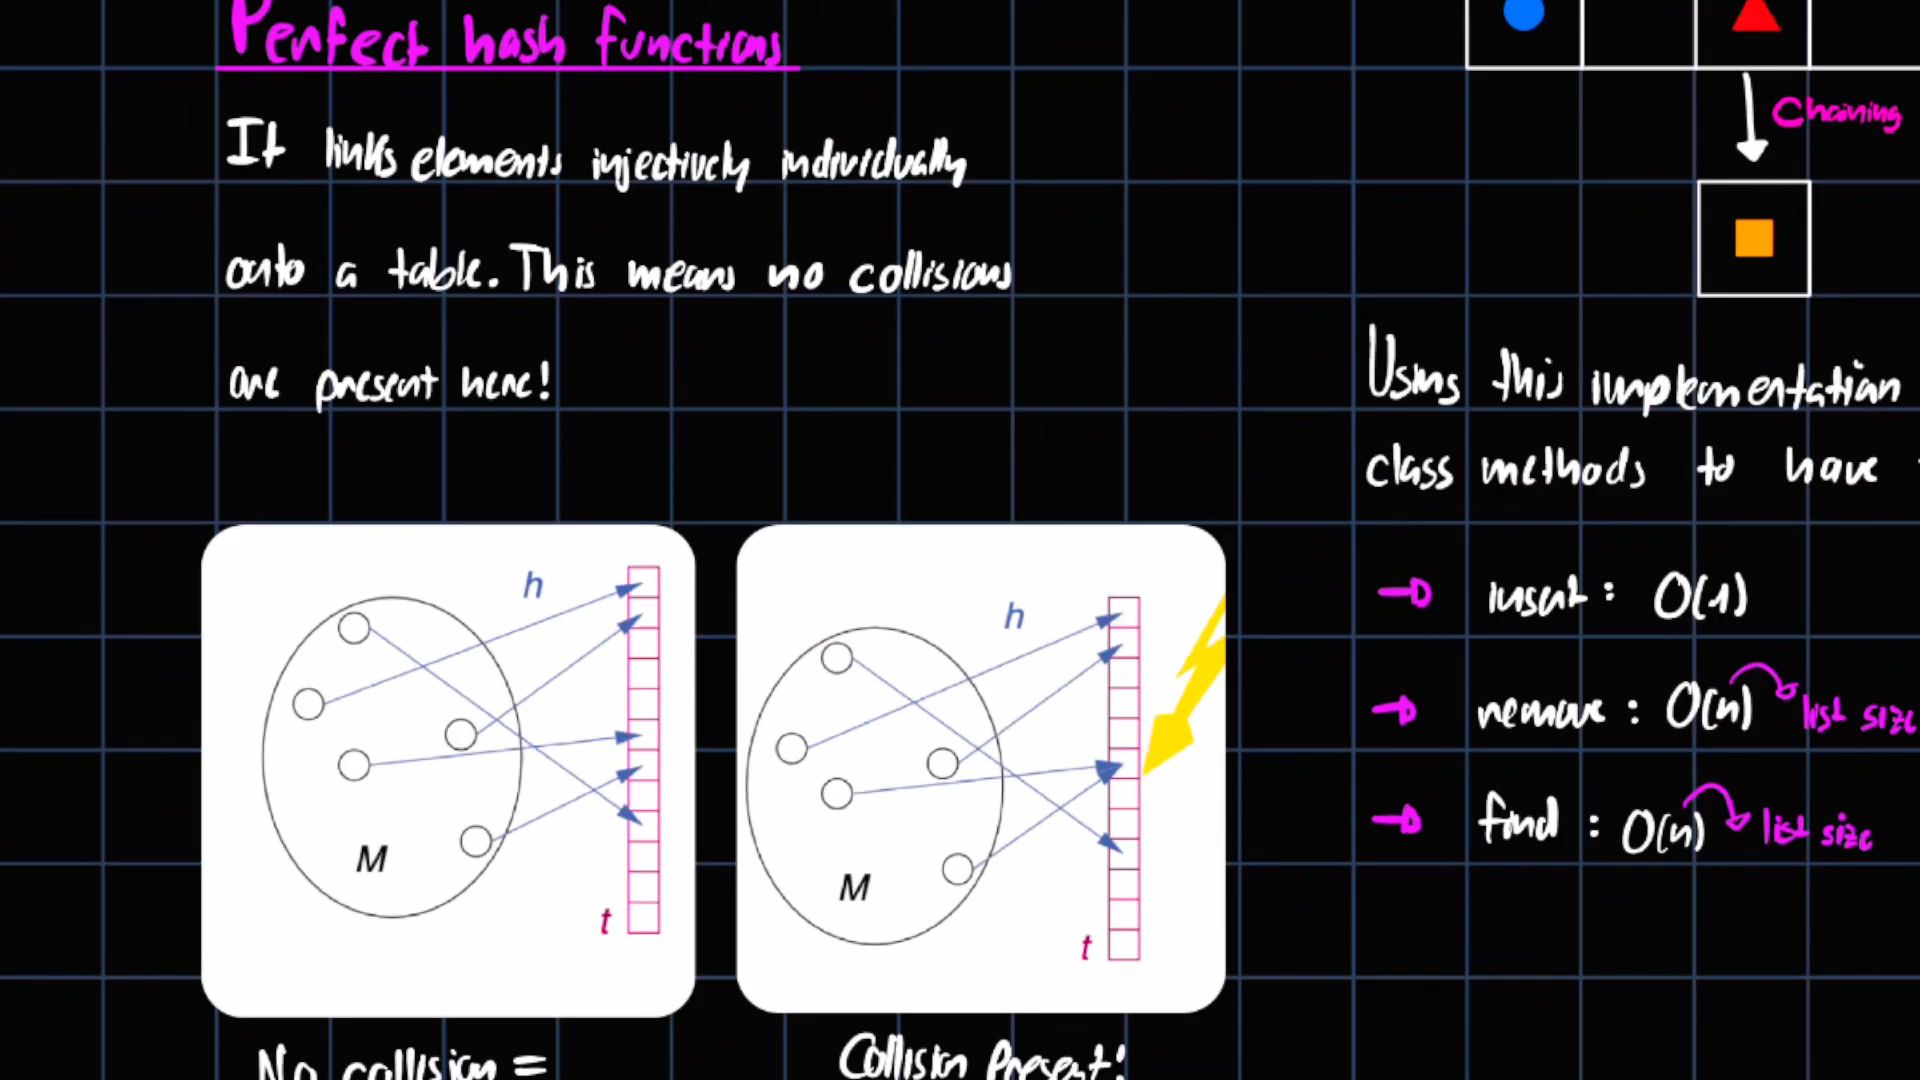 Perfect hash functions
It links elements injectively individually
onto a table. This means no collisions
are present here!
h
M
t
No collision =
h
M
t
Collision Present!
Chaining
Using this implementation
class methods to have
insert : O(1)
remove : O(n) list size
find : O(n) list size